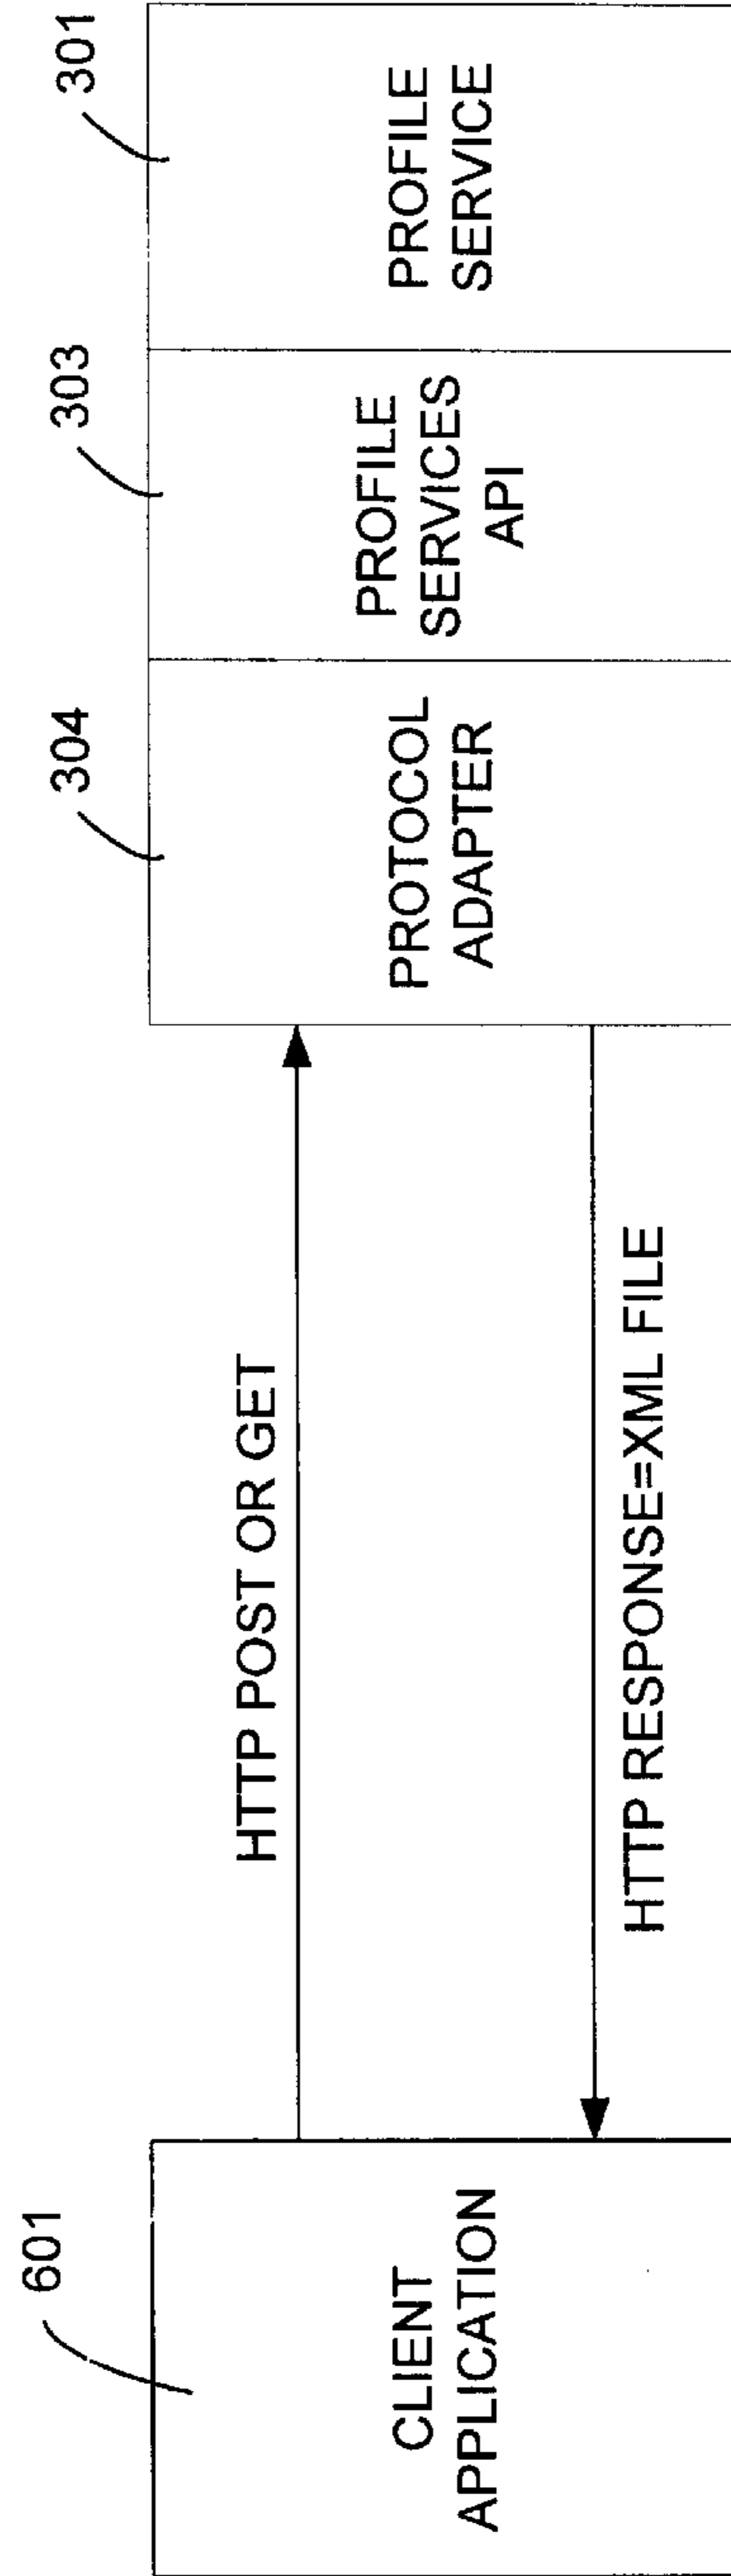 601
CLIENT
APPLICATION
HTTP POST OR GET
HTTP RESPONSE=XML FILE
304
PROTOCOL
ADAPTER
303
PROFILE
SERVICES
API
301
PROFILE
SERVICE